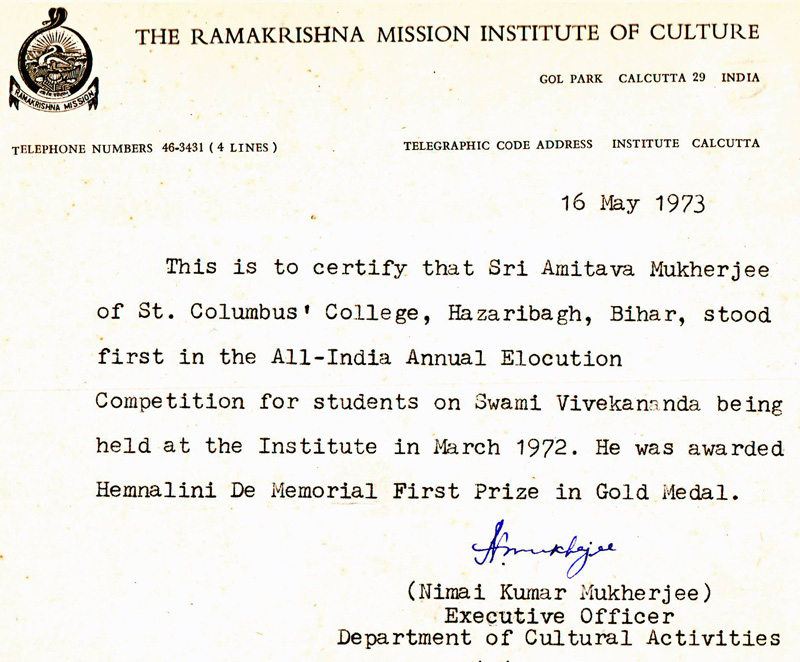 THE RAMAKRISHNA MISSION INSTITUTE OF CULTURE
GOL PARK CALCUTTA 29 INDIA
RAMAKRISHNA MISSION
TELEPHONE NUMBERS 46-3431 ( 4 LINES )
TELEGRAPHIC CODE ADDRESS INSTITUTE CALCUTTA
16 May 1973
This is to certify that Sri Amitava Mukherjee
of St. Columbus' College, Hazaribagh, Bihar, stood
first in the All-India Annual Elocution
Competition for students on Swami Vivekananda being
held at the Institute in March 1972. He was awarded
Hemnalini De Memorial First Prize in Gold Medal.
(Nimai Kumar Mukherjee)
Executive Officer
Department of Cultural Activities